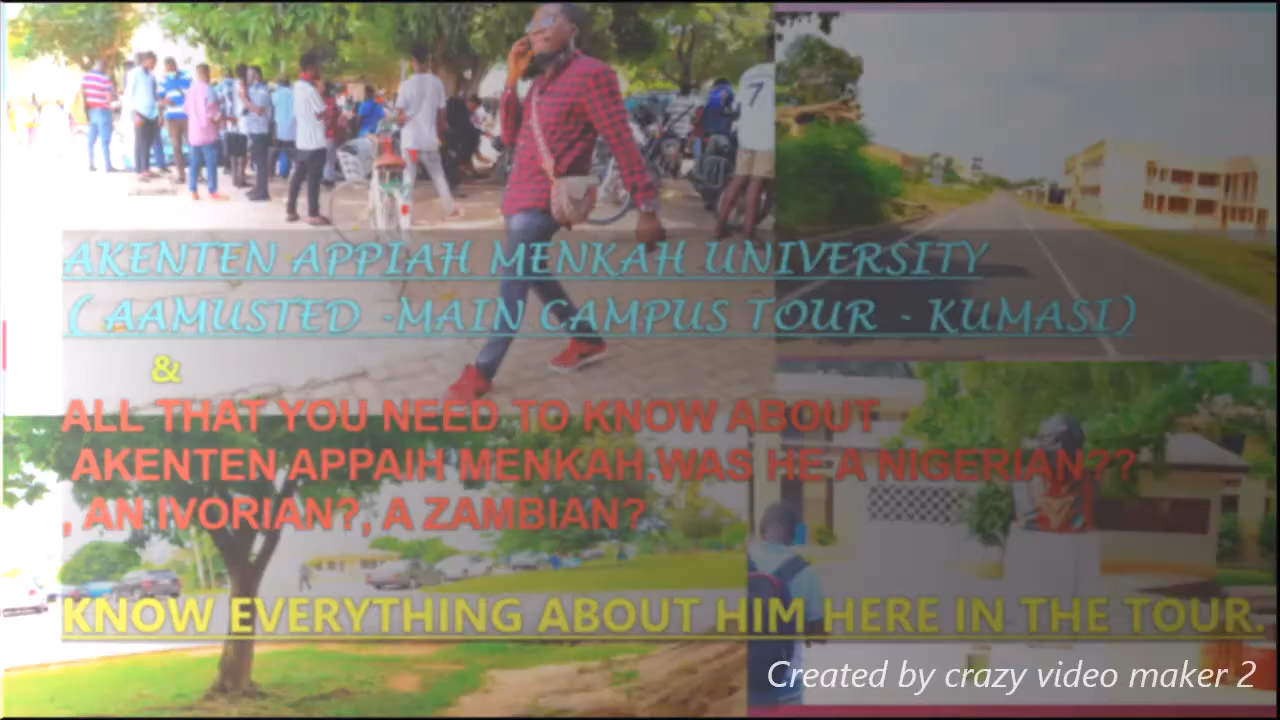 7
AKENTEN APPIAH MENKAH UNIVERSITY
( AAMUSTED -MAIN CAMPUS TOUR - KUMASI)
&
ALL THAT YOU NEED TO KNOW ABOUT
AKENTEN APPAIH MENKAH.WAS HE A NIGERIAN??
, AN IVORIAN?, A ZAMBIAN?
KNOW EVERYTHING ABOUT HIM HERE IN THE TOUR.
Created by crazy video maker 2